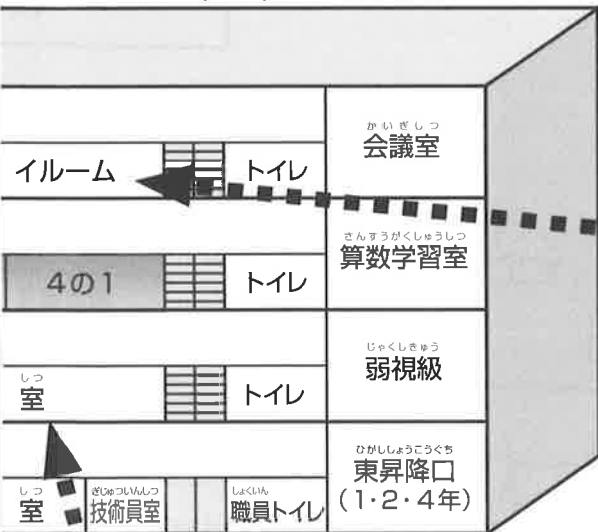 かいぎしつ
会議室
イルーム
トイレ
さんすうがくしゅうしつ
算数学習室
4の1
トイレ
じゃくしきゅう
弱視級
しつ
室
トイレ
ひがししょうこうぐち
東昇降口
(1・2・4年)
しつ
室
ぎじゅついんしつ
技術員室
しょくいん
職員トイレ